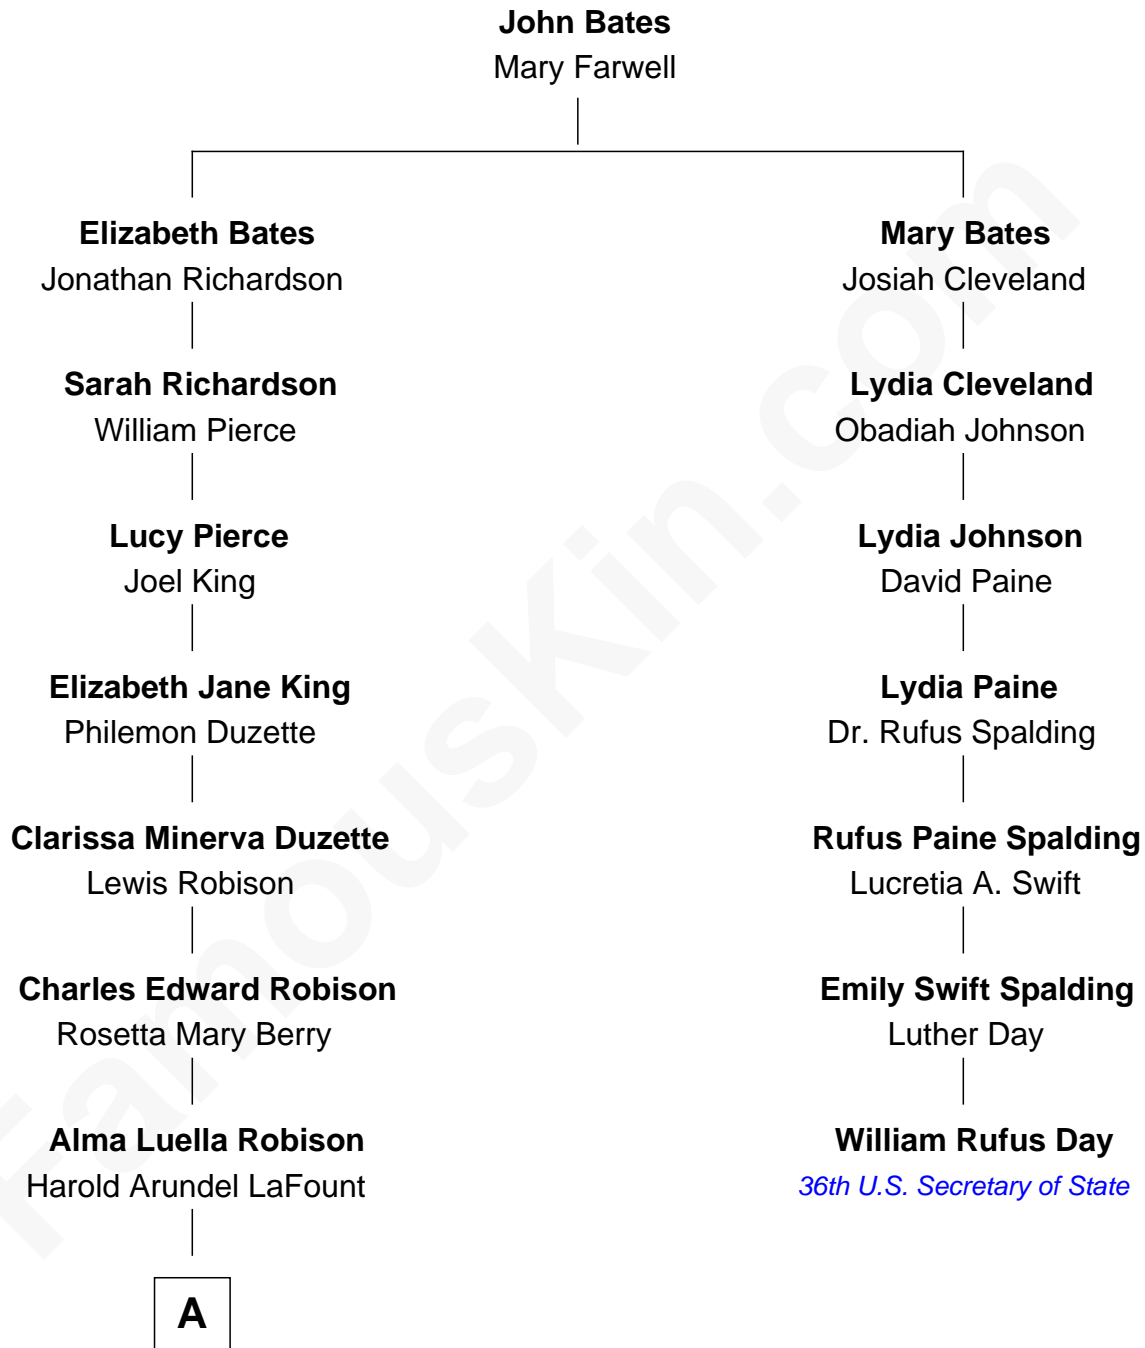 John Bates
Mary Farwell
Elizabeth Bates
Jonathan Richardson
Mary Bates
Josiah Cleveland
Sarah Richardson
William Pierce
Lydia Cleveland
Obadiah Johnson
Lucy Pierce
Joel King
Lydia Johnson
David Paine
Elizabeth Jane King
Philemon Duzette
Lydia Paine
Dr. Rufus Spalding
Clarissa Minerva Duzette
Lewis Robison
Rufus Paine Spalding
Lucretia A. Swift
Charles Edward Robison
Rosetta Mary Berry
Emily Swift Spalding
Luther Day
Alma Luella Robison
Harold Arundel LaFount
William Rufus Day
36th U.S. Secretary of State
A
FamousKin.com